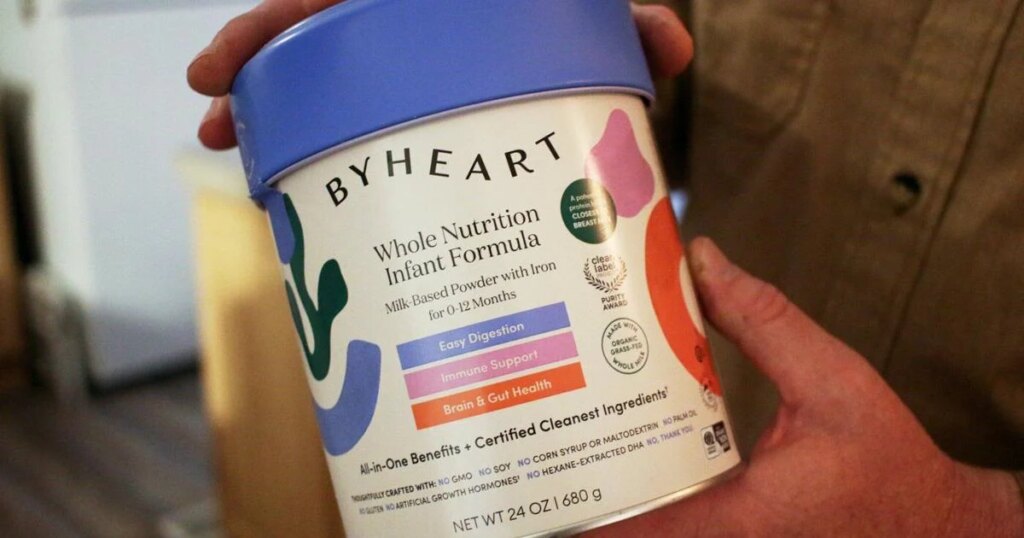 BYHEART
Whole Nutrition
Infant Formula
Milk-Based Powder with Iron
for 0-12 Months
Easy Digestion
Immune Support
Brain & Gut Health
All-in-One Benefits + Certified Cleanest Ingredients†
THOUGHTFULLY CRAFTED WITH: NO GMO NO SOY NO CORN SYRUP OR MALTODEXTRIN NO PALM OIL
NO GLUTEN NO ARTIFICIAL GROWTH HORMONES NO HEXANE-EXTRACTED DHA NO, THANK YOU.
NET WT 24 OZ | 680 g
A
protein
CLOSES
BREAST
clean
label
PURITY
AWARD
MADE WITH
ORGANIC
GRASS-FED
WHOLE MILK